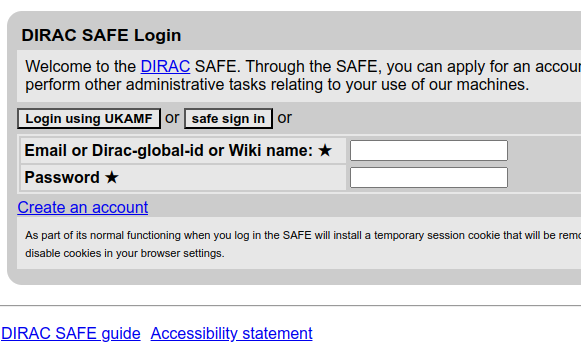 DIRAC SAFE Login
Welcome to the DIRAC SAFE. Through the SAFE, you can apply for an
perform other administrative tasks relating to your use of our machines.
Login using UKAMF or safe sign in or
Email or Dirac-global-id or Wiki name: ★
Password ★
Create an account
As part of its normal functioning when you log in the SAFE will install a temporary session cookie that will be
disable cookies in your browser settings.
DIRAC SAFE guide Accessibility statement